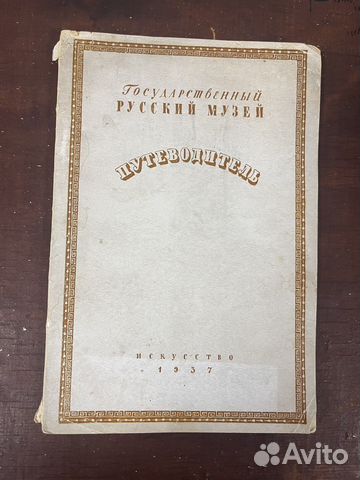 Государственный
РУССКИЙ МУЗЕЙ
ПУТЕВОДИТЕЛЬ
ИСКУССТВО
1937
Avito